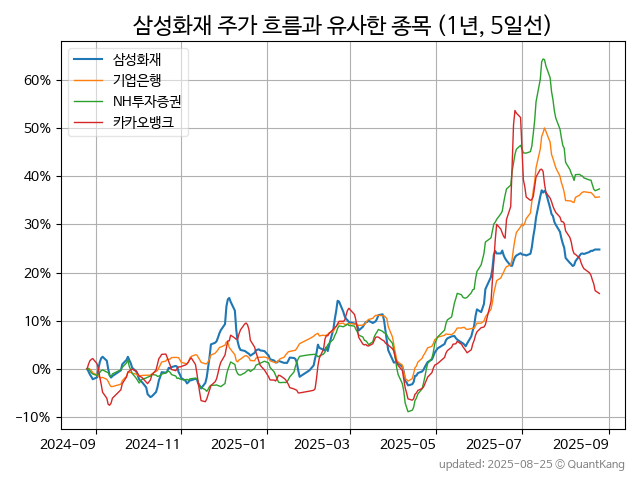 삼성화재 주가 흐름과 유사한 종목 (1년, 5일선)
삼성화재
기업은행
NH투자증권
카카오뱅크
60%
50%
40%
30%
20%
10%
0%
−10%
2024-09 2024-11 2025-01 2025-03 2025-05 2025-07 2025-09
updated: 2025-08-25 © QuantKang